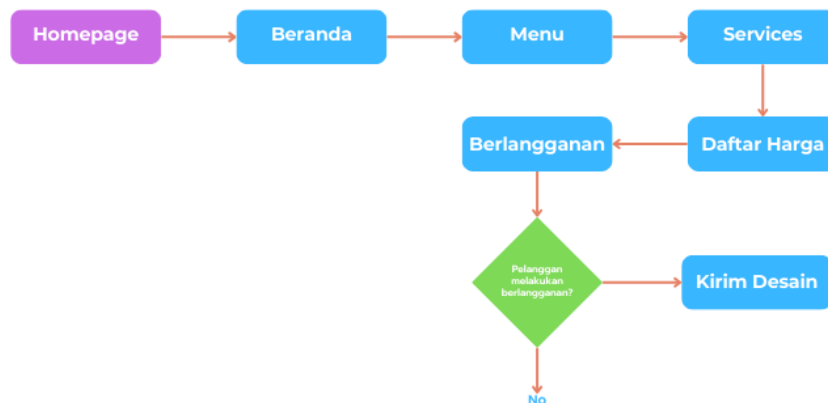 Homepage
Beranda
Menu
Services
Berlangganan
Daftar Harga
Pelanggan
melakukan
berlangganan?
Kirim Desain
No